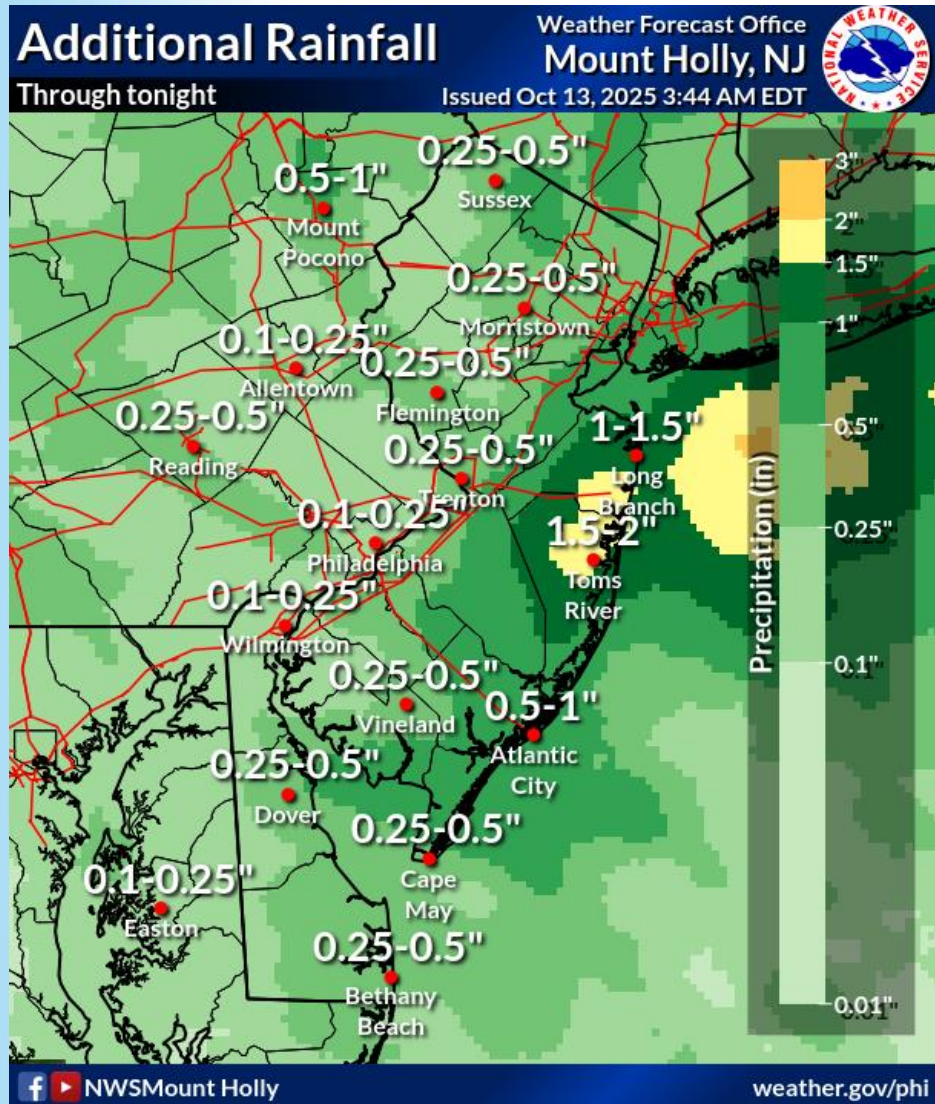 Additional Rainfall
Through tonight
Weather Forecast Office
Mount Holly, NJ
Issued Oct 13, 2025 3:44 AM EDT
NATIONAL WEATHER SERVICE
0.5-1"
Mount
Pocono
0.25-0.5"
Sussex
0.25-0.5"
Morristown
0.1-0.25"
Allentown
0.25-0.5"
Flemington
0.25-0.5"
Reading
0.25-0.5"
Trenton
1-1.5"
Long
Branch
0.1-0.25"
Philadelphia
1.5-2"
Toms
River
0.1-0.25"
Wilmington
0.25-0.5"
Vineland
0.5-1"
Atlantic
City
0.25-0.5"
Dover
0.25-0.5"
Cape
May
0.1-0.25"
Easton
0.25-0.5"
Bethany
Beach
Precipitation (in)
3"
2"
1.5"
1"
0.5"
0.25"
0.1"
0.01"
NWSMount Holly
weather.gov/phi